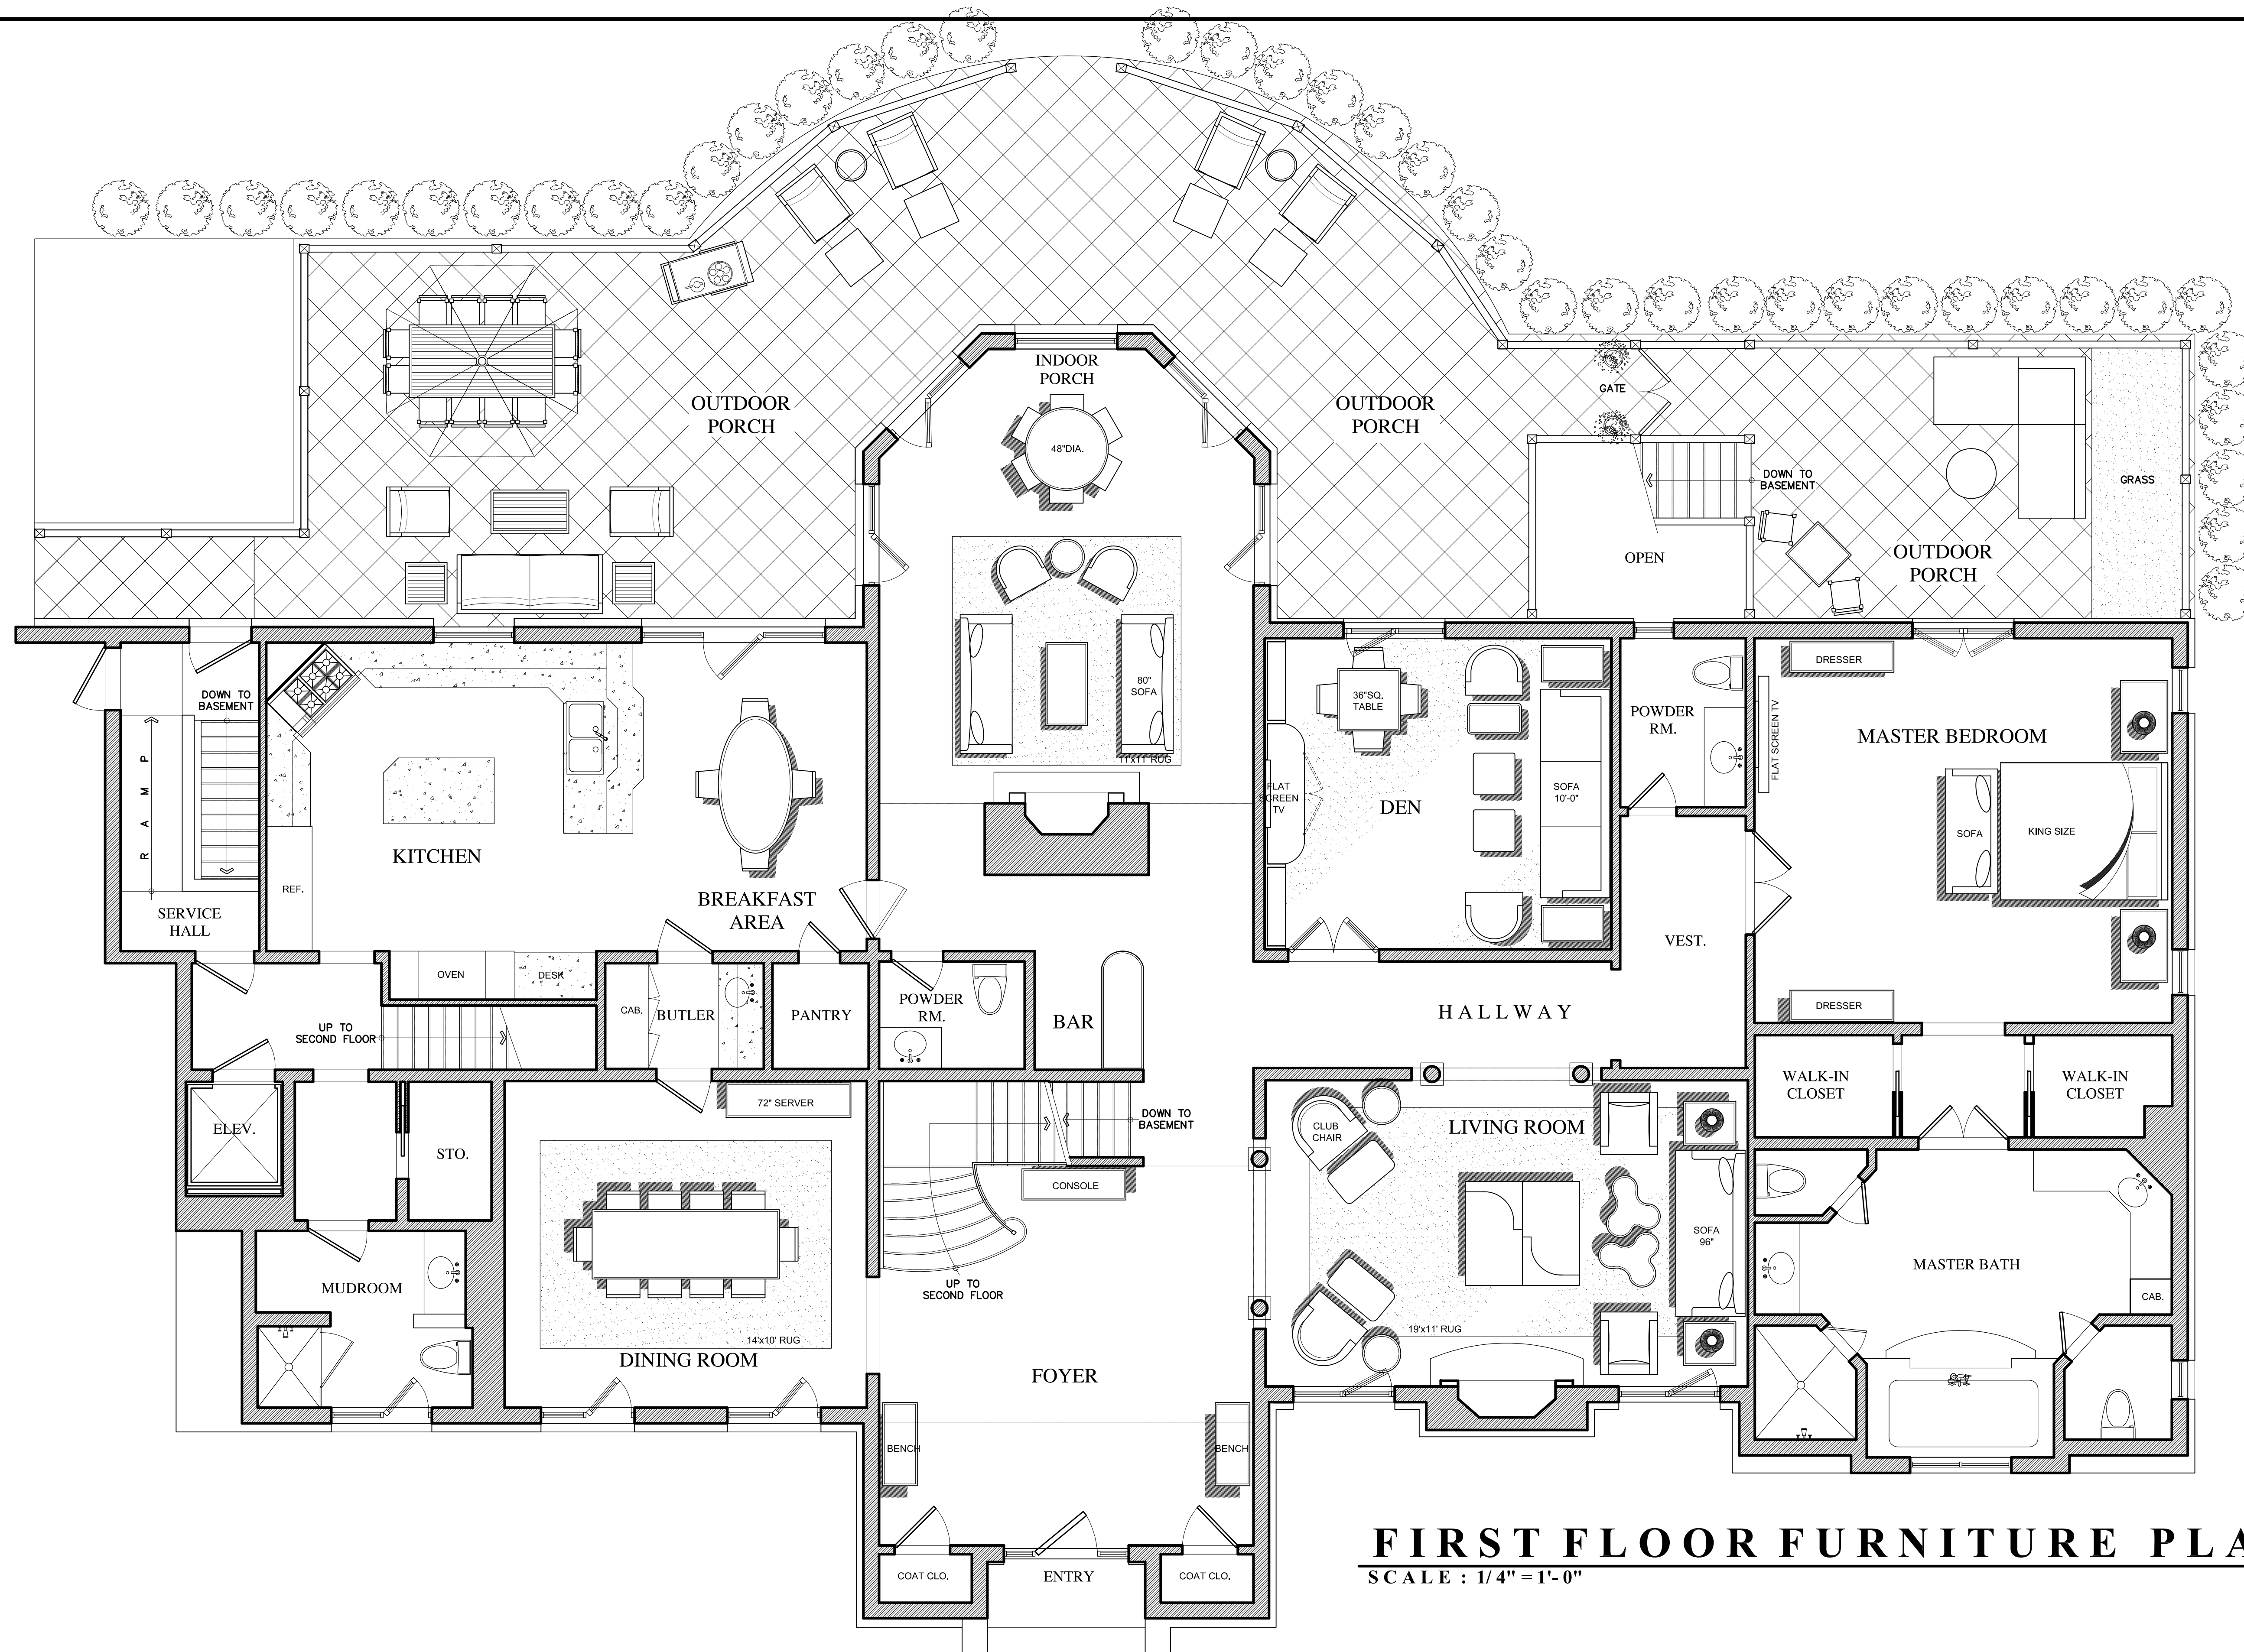 INDOOR
PORCH
48"DIA.
OUTDOOR
PORCH
OUTDOOR
PORCH
GATE
DOWN TO
BASEMENT
GRASS
OPEN
OUTDOOR
PORCH
DOWN TO
BASEMENT
RAMP
SERVICE
HALL
REF.
KITCHEN
BREAKFAST
AREA
80"
SOFA
11'x11' RUG
36"SQ.
TABLE
FLAT
SCREEN
TV
DEN
SOFA
10'-0"
POWDER
RM.
DRESSER
FLAT SCREEN TV
MASTER BEDROOM
SOFA
KING SIZE
VEST.
DRESSER
OVEN
DESK
CAB.
BUTLER
PANTRY
POWDER
RM.
BAR
HALLWAY
UP TO
SECOND FLOOR
ELEV.
STO.
72" SERVER
DOWN TO
BASEMENT
CONSOLE
CLUB
CHAIR
LIVING ROOM
WALK-IN
CLOSET
WALK-IN
CLOSET
SOFA
96"
MUDROOM
UP TO
SECOND FLOOR
14'x10' RUG
DINING ROOM
FOYER
19'x11' RUG
MASTER BATH
CAB.
BENCH
BENCH
COAT CLO.
ENTRY
COAT CLO.
FIRST FLOOR FURNITURE PLA
SCALE : 1/4" = 1'-0"